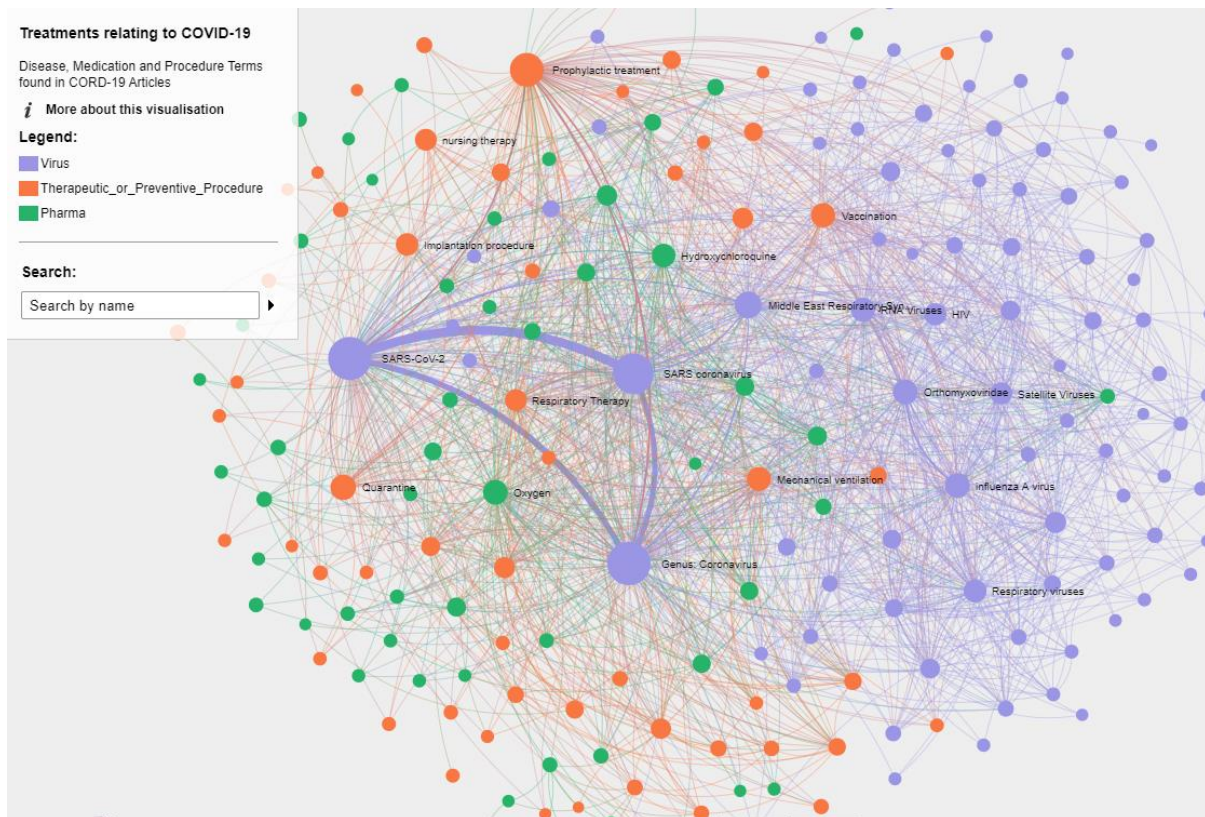 Treatments relating to COVID-19
Disease, Medication and Procedure Terms
found in CORD-19 Articles
i More about this visualisation
Legend:
Virus
Therapeutic_or_Preventive_Procedure
Pharma
Search:
Search by name
Prophylactic treatment
nursing therapy
Vaccination
Implantation procedure
Hydroxychloroquine
Middle East Respiratory Syn
RNA Viruses
HIV
SARS-CoV-2
SARS coronavirus
Orthomyxoviridae
Satellite Viruses
Respiratory Therapy
Mechanical ventilation
Quarantine
Oxygen
Influenza A virus
Genus: Coronavirus
Respiratory viruses